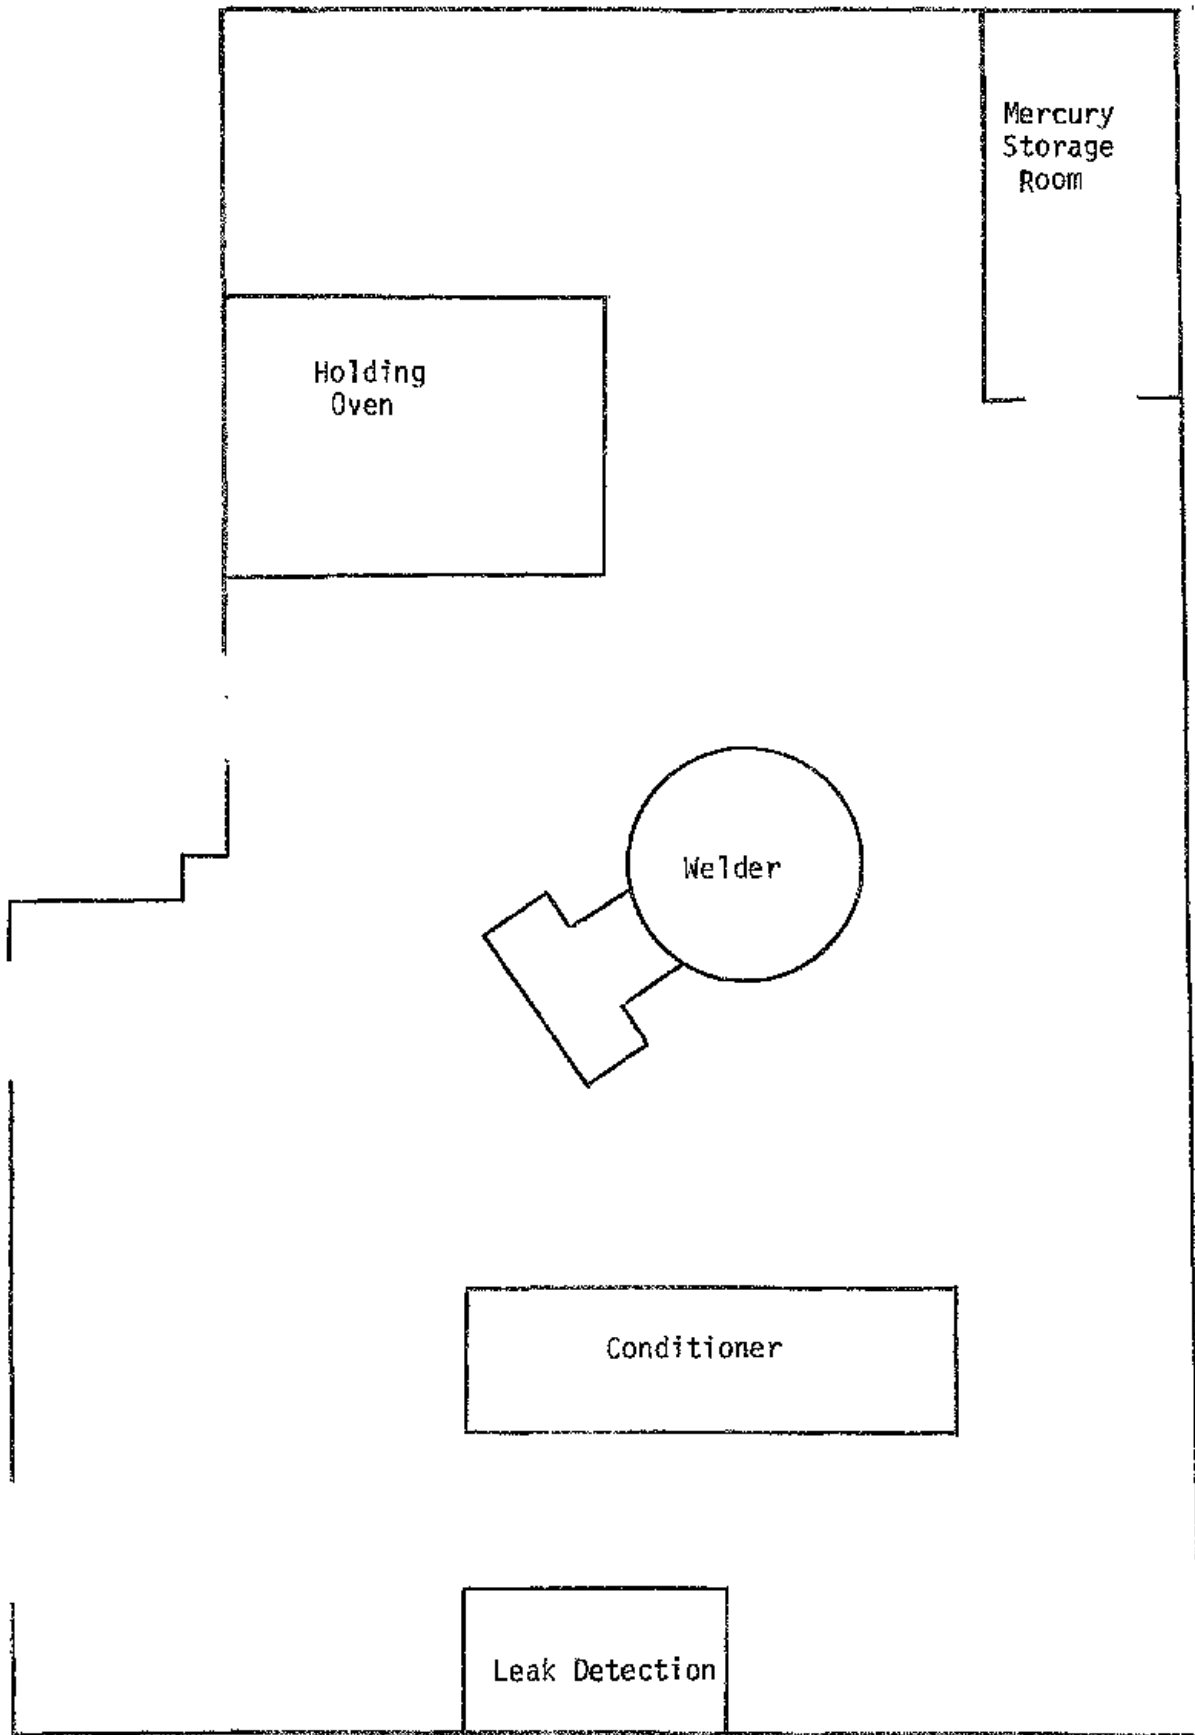 Mercury
Storage
Room
Holding
Oven
Welder
Conditioner
Leak Detection